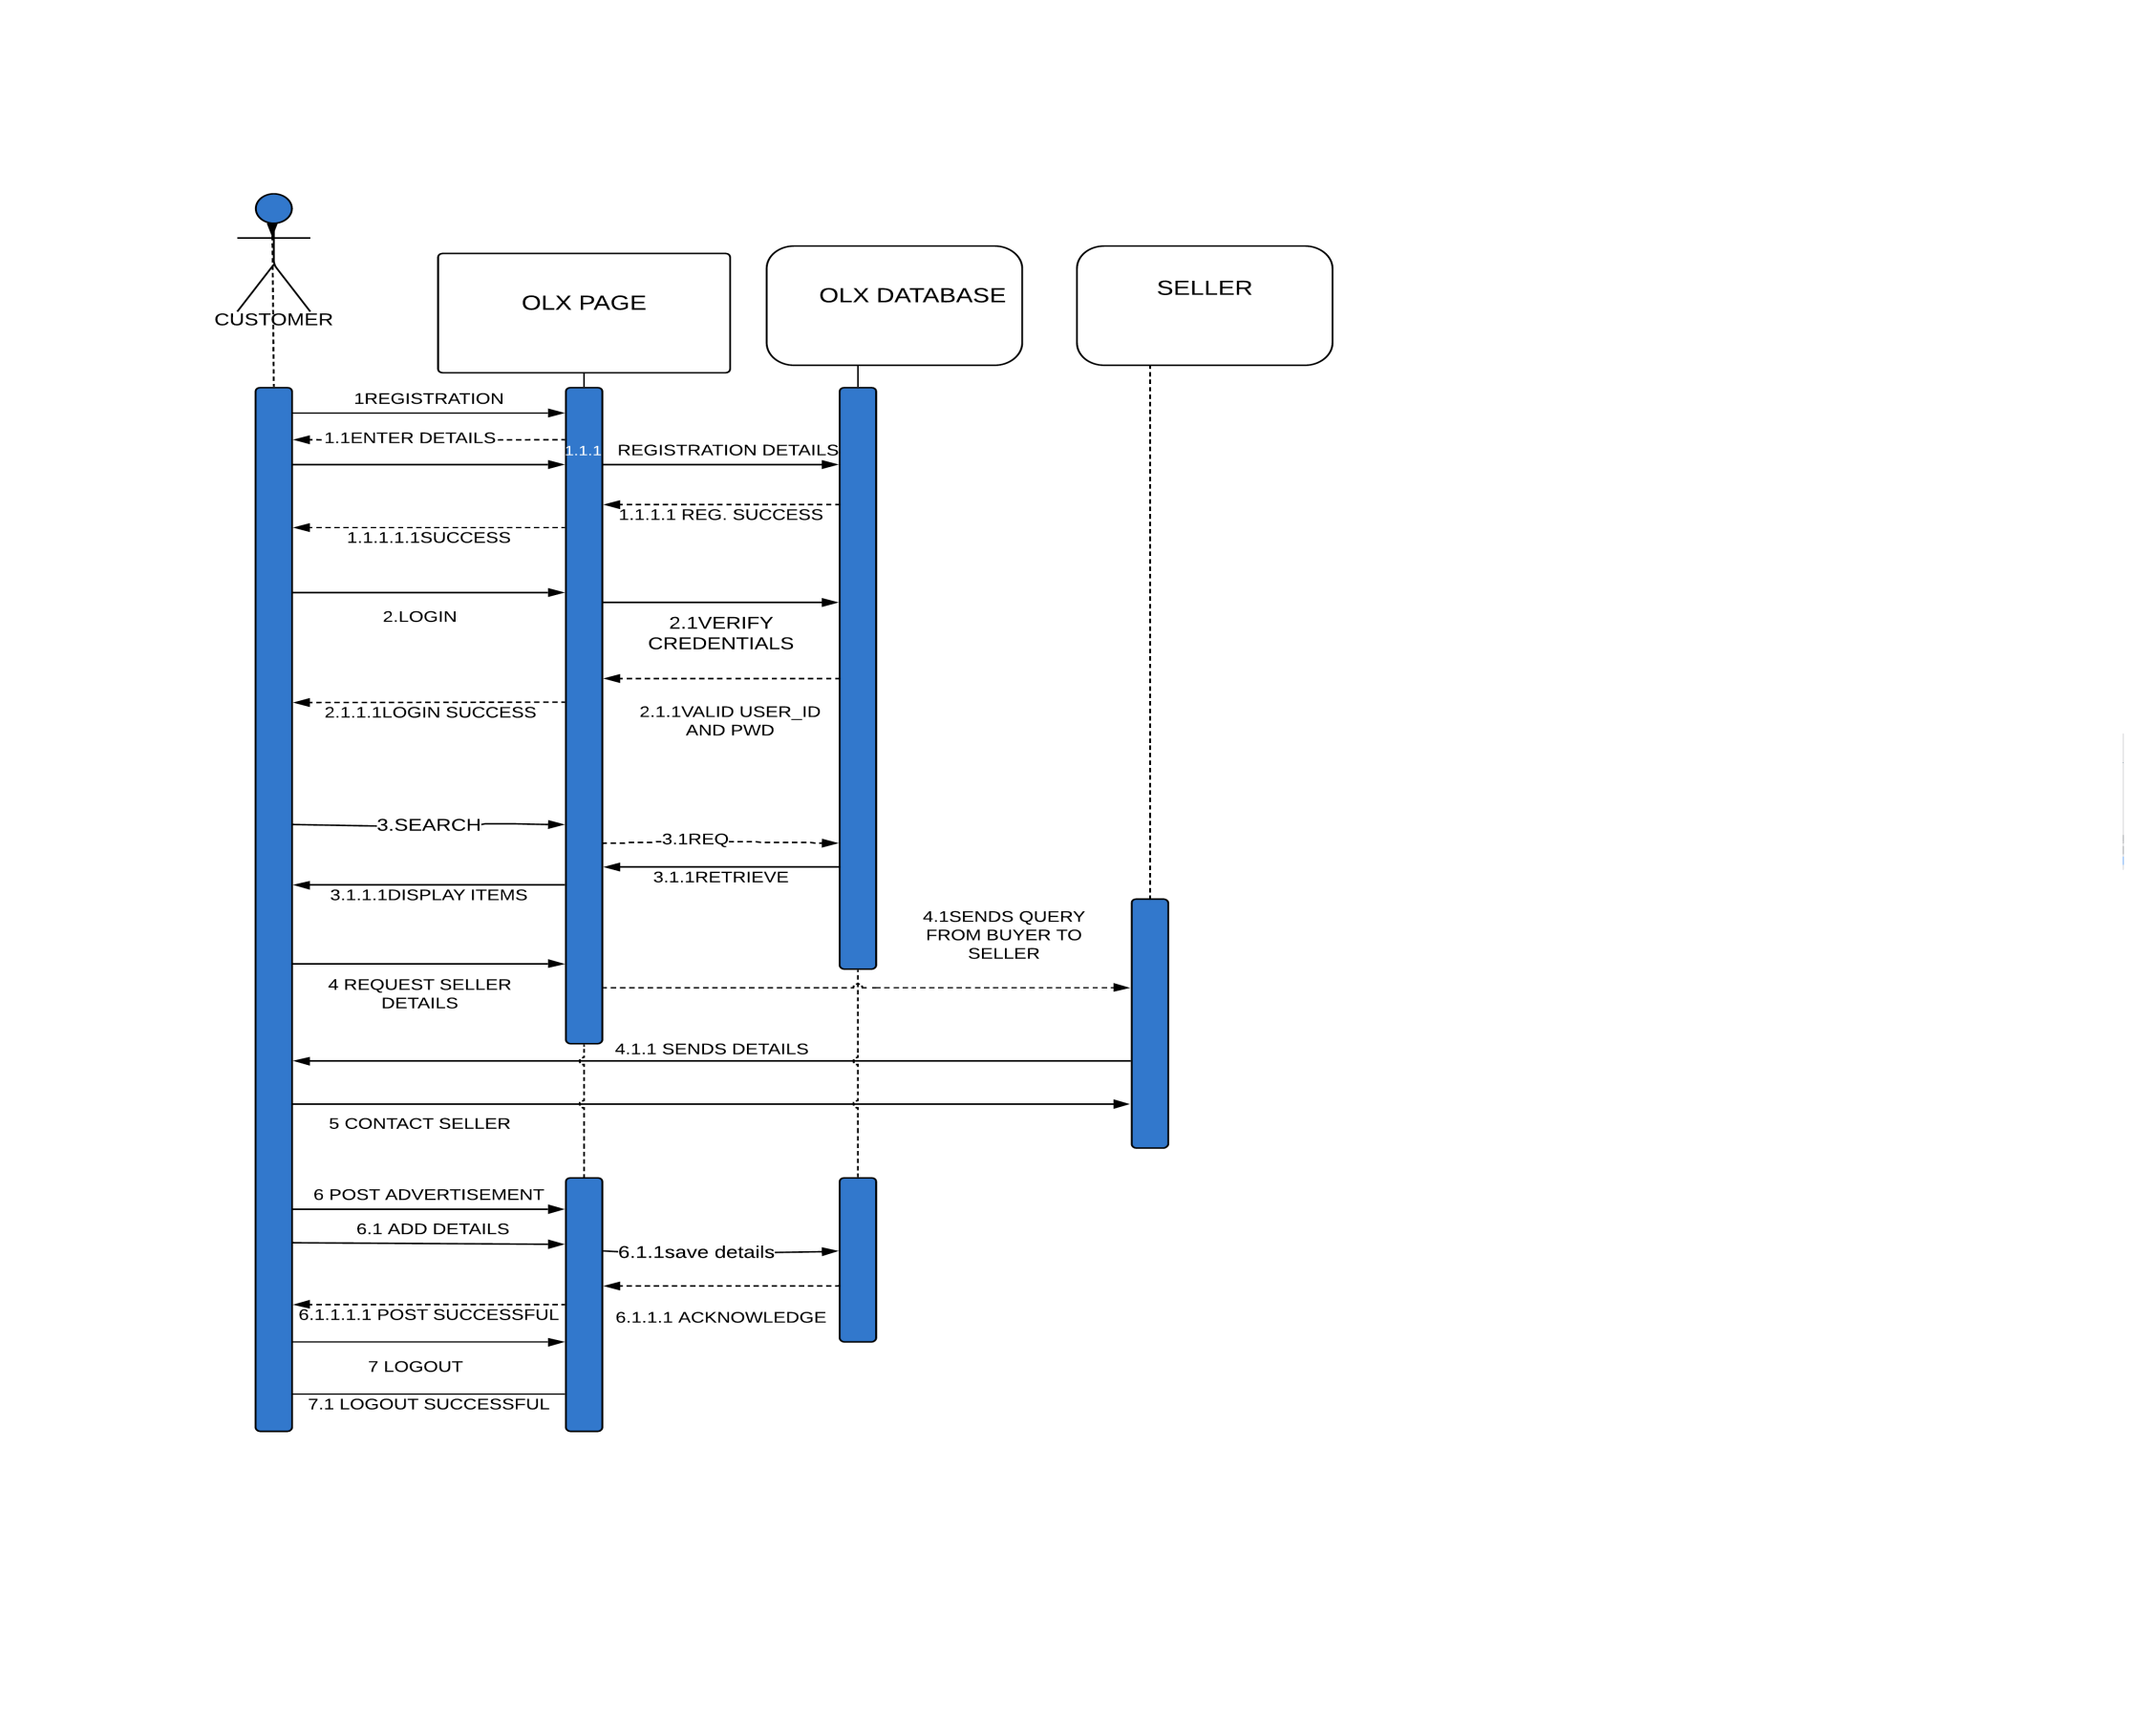 CUSTOMER
OLX PAGE
OLX DATABASE
SELLER
1REGISTRATION
1.1ENTER DETAILS
1.1.1
REGISTRATION DETAILS
1.1.1.1 REG. SUCCESS
1.1.1.1.1SUCCESS
2.LOGIN
2.1VERIFY
CREDENTIALS
2.1.1.1LOGIN SUCCESS
2.1.1VALID USER_ID
AND PWD
3.SEARCH
3.1REQ
3.1.1RETRIEVE
3.1.1.1DISPLAY ITEMS
4.1SENDS QUERY
FROM BUYER TO
SELLER
4 REQUEST SELLER
DETAILS
4.1.1 SENDS DETAILS
5 CONTACT SELLER
6 POST ADVERTISEMENT
6.1 ADD DETAILS
6.1.1save details
6.1.1.1.1 POST SUCCESSFUL
6.1.1.1 ACKNOWLEDGE
7 LOGOUT
7.1 LOGOUT SUCCESSFUL